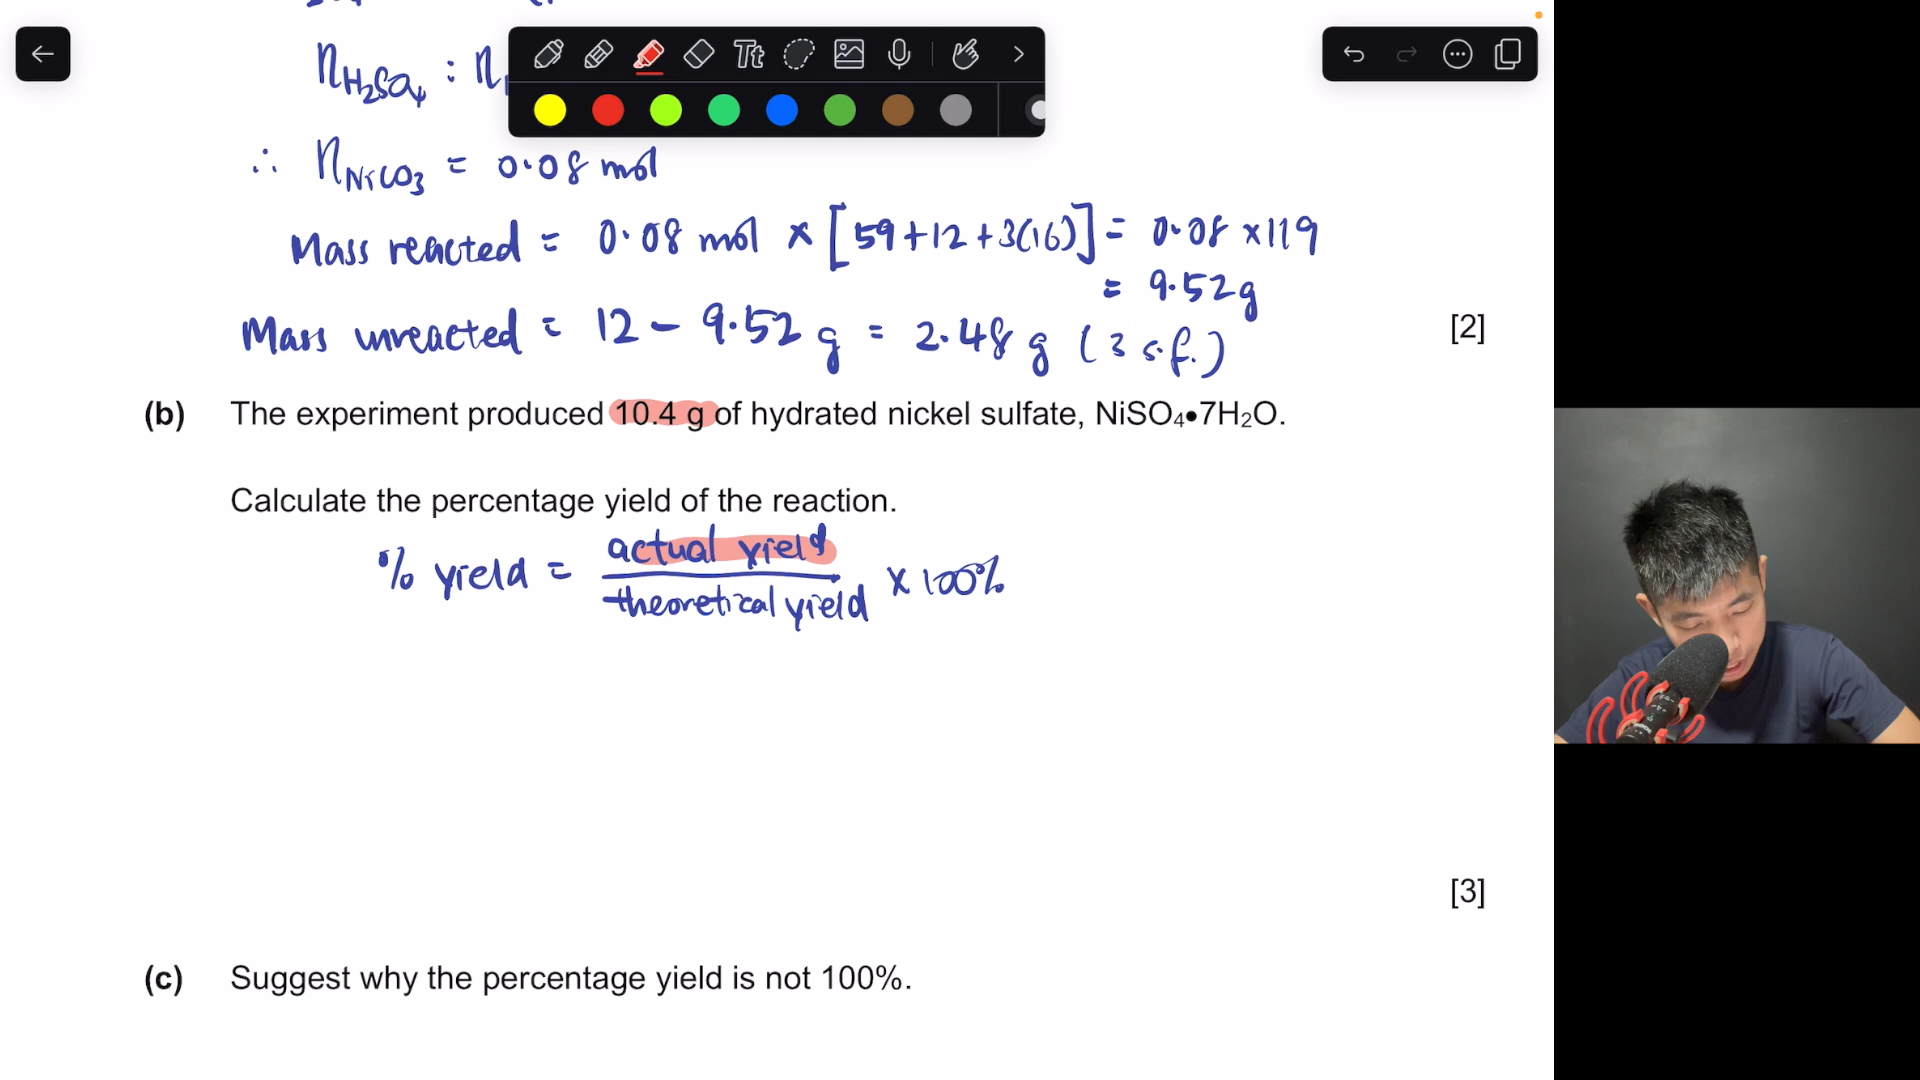 n H₂SO₄ : n
Tt
∴ n NiCO₃ = 0.08 mol
Mass reacted = 0.08 mol × [59+12+3(16)] = 0.08 × 119
= 9.52g
Mass unreacted = 12 − 9.52 g = 2.48 g (3 s.f.)
[2]
(b) The experiment produced 10.4 g of hydrated nickel sulfate, NiSO₄•7H₂O.
Calculate the percentage yield of the reaction.
% yield = actual yield / theoretical yield × 100%
[3]
(c) Suggest why the percentage yield is not 100%.